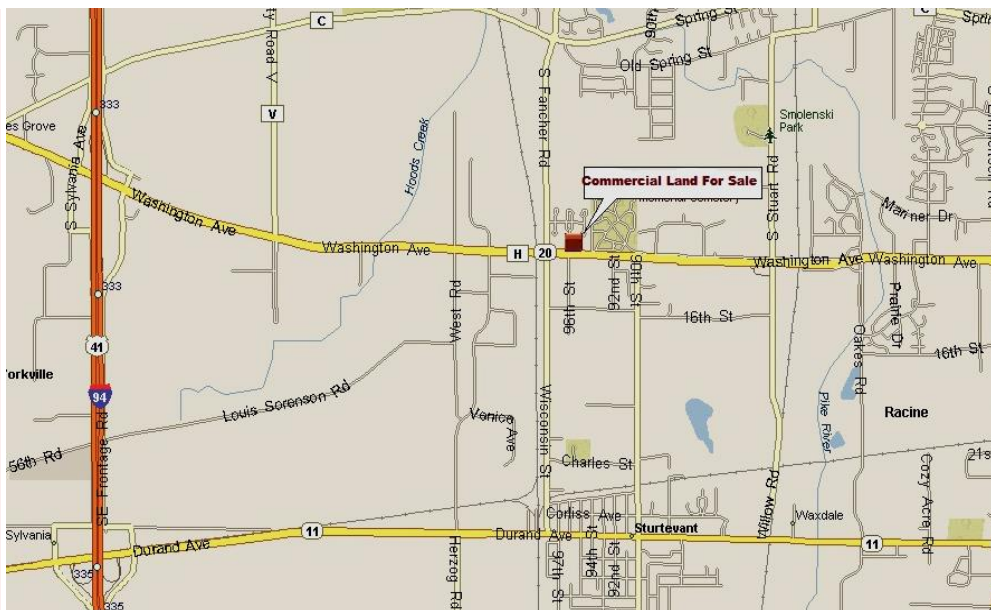 C
Spring St
90th
C
Spring
Old Spring St
ty Road V
S Fancher Rd
333
es Grove
V
Smolenski
Park
S Sylvania Ave
Hoods Creek
Commercial Land For Sale
S Stuart Rd
Mariner Dr
Washington Ave
Washington Ave
H
20
Washington Ave
Washington Ave
333
West Rd
96th St
92nd St
90th St
16th St
Prairie Dr
Oakes Rd
16th St
41
orkville
94
Louis Sorenson Rd
Wisconsin St
Pike River
Racine
Venice Ave
56th Rd
SE Frontage Rd
Charles St
Willow Rd
Cozy Acre Rd
21s
Corliss Ave
Waxdale
Sylvania
11
Durand Ave
Sturtevant
11
Durand Ave
335
Herzog Rd
97th St
94th St
92nd St
335